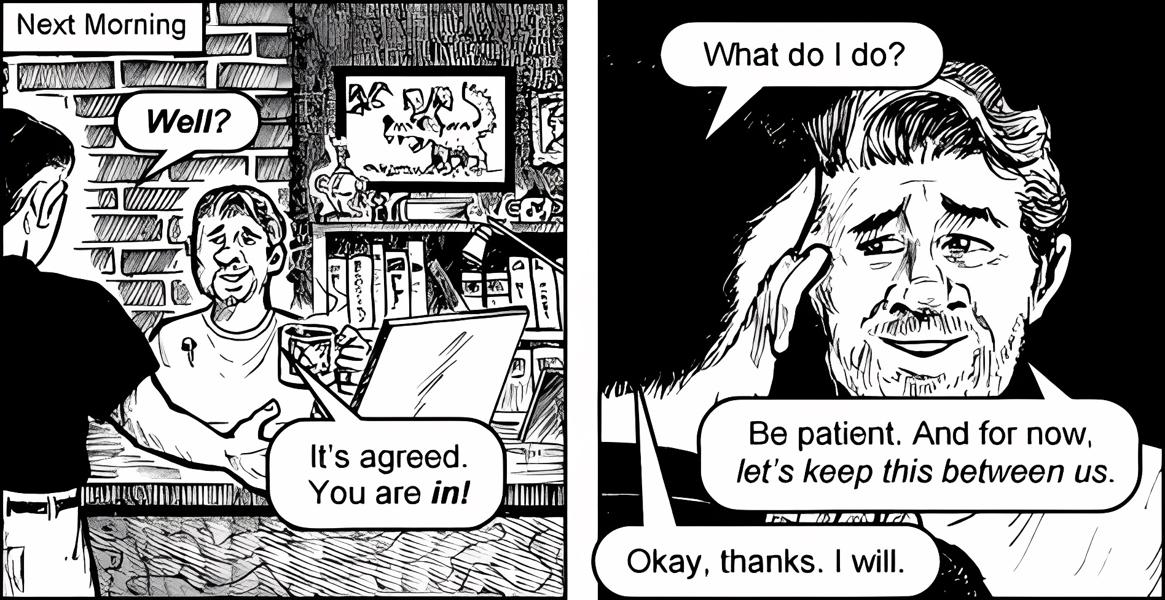 Next Morning
Well?
It's agreed.
You are in!
What do I do?
Be patient. And for now,
let's keep this between us.
Okay, thanks. I will.